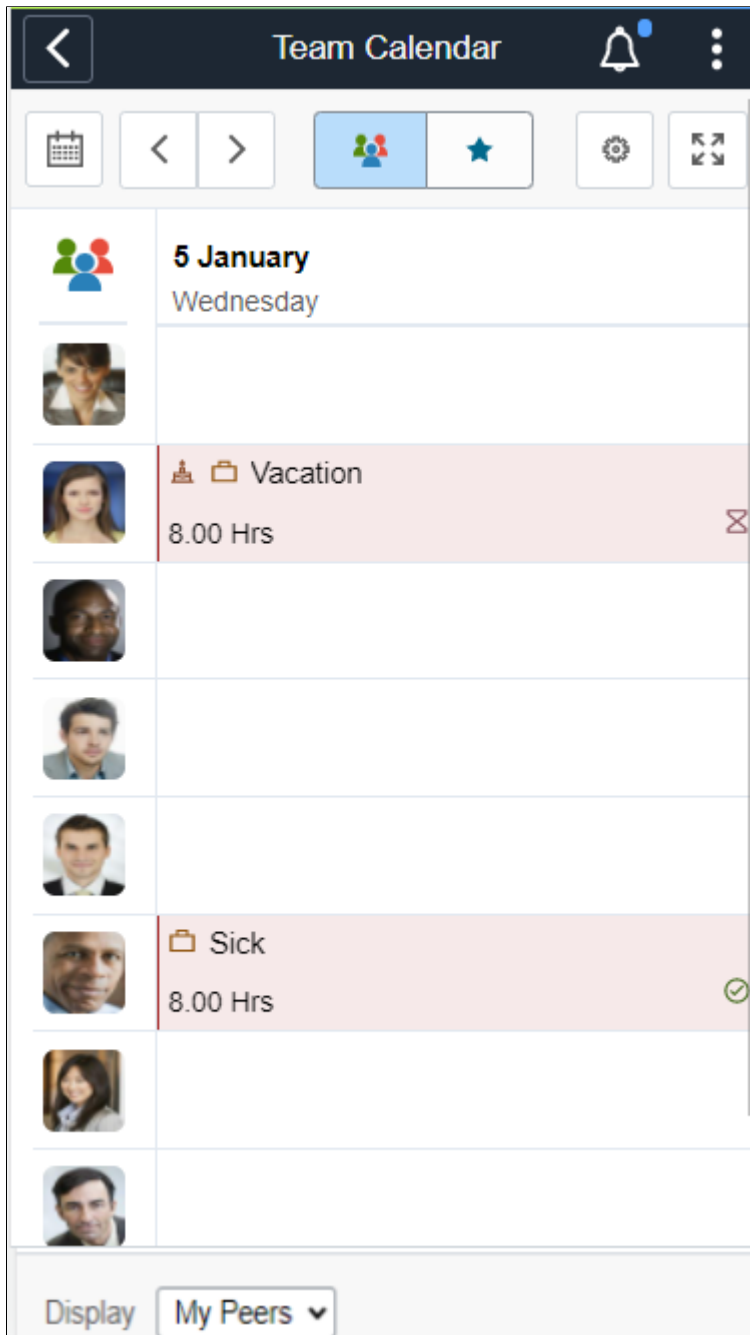 Team Calendar
5 January
Wednesday
Vacation
8.00 Hrs
Sick
8.00 Hrs
Display My Peers